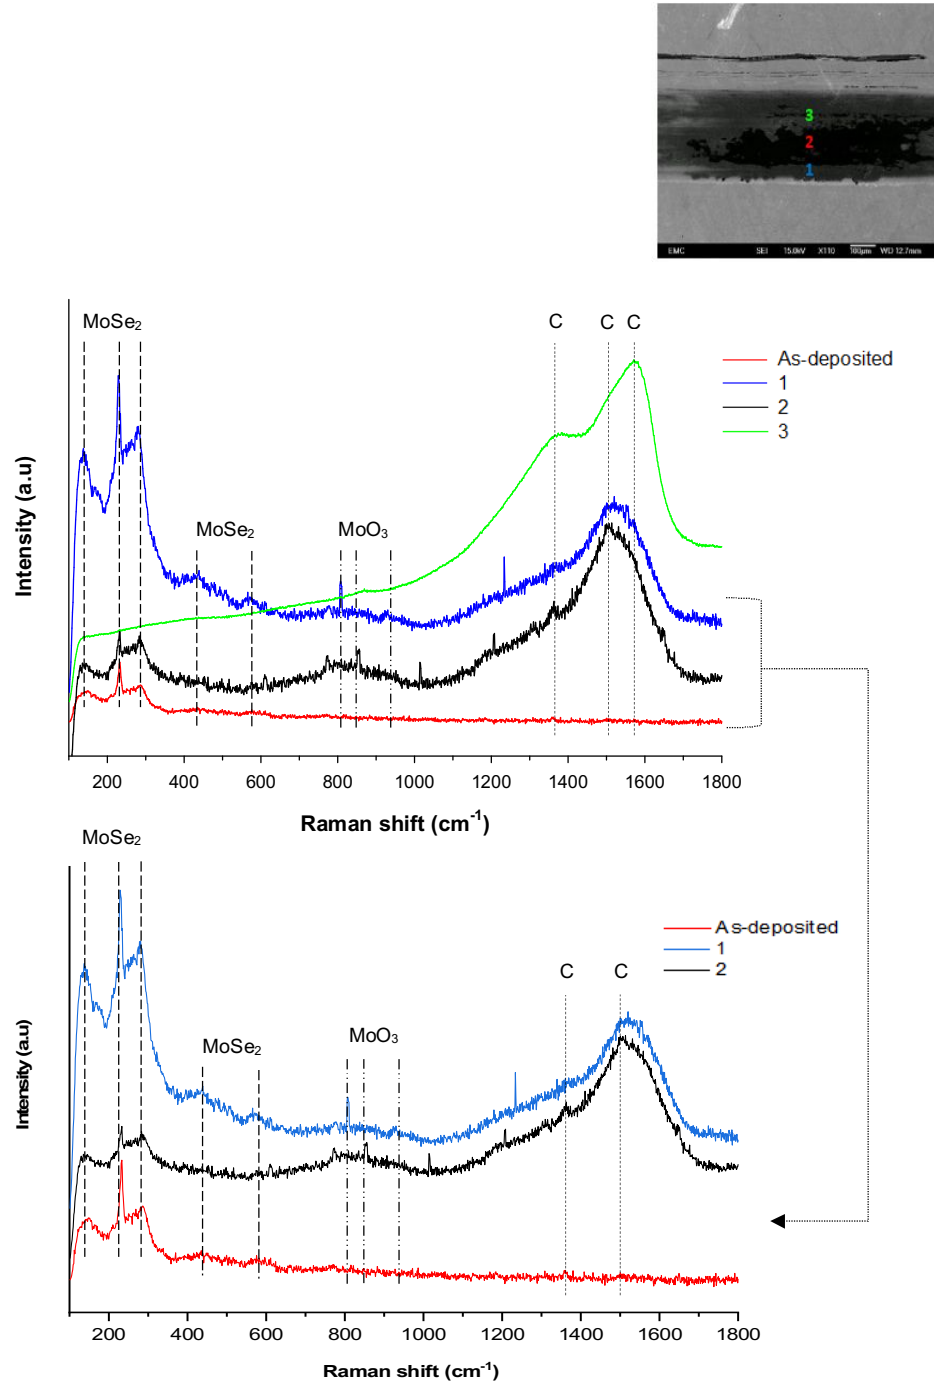 3
2
1
EMC SEI 15.0kV X110 100µm WD 12.7mm
MoSe₂ C C C
As-deposited
1
2
3
MoSe₂ MoO₃
Intensity (a.u)
200 400 600 800 1000 1200 1400 1600 1800
Raman shift (cm⁻¹)
MoSe₂
As-deposited
1
2
C C
MoSe₂ MoO₃
Intensity (a.u)
200 400 600 800 1000 1200 1400 1600 1800
Raman shift (cm⁻¹)